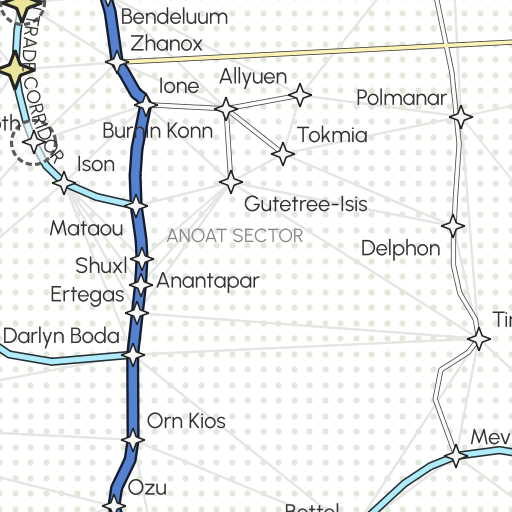 Bendeluum
Zhanox
TRADE CORRIDOR
Ione
Allyuen
Polmanar
Burnin Konn
Tokmia
Ison
Gutetree-Isis
Mataou
ANOAT SECTOR
Delphon
Shuxl
Anantapar
Ertegas
Darlyn Boda
Orn Kios
Ozu